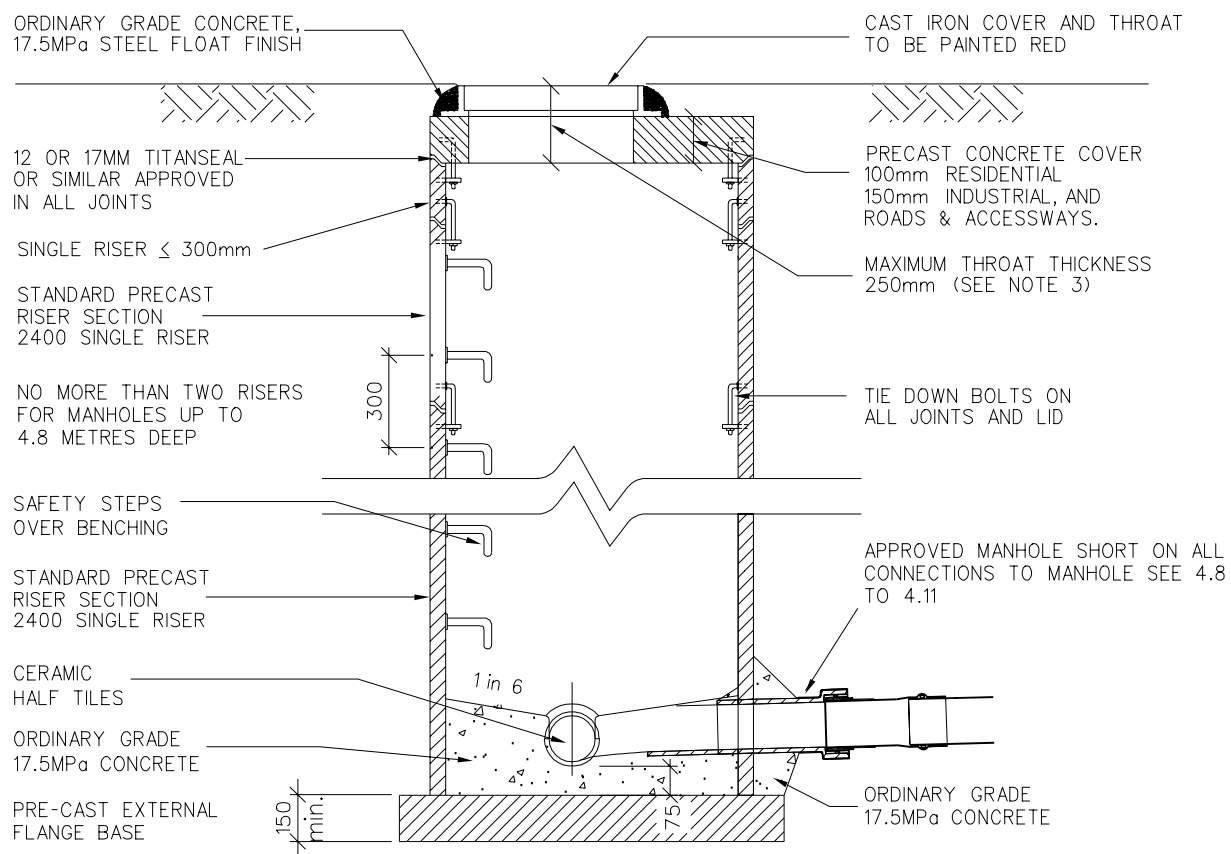 ORDINARY GRADE CONCRETE,
17.5MPa STEEL FLOAT FINISH
12 OR 17MM TITANSEAL
OR SIMILAR APPROVED
IN ALL JOINTS
SINGLE RISER ≤ 300mm
STANDARD PRECAST
RISER SECTION
2400 SINGLE RISER
NO MORE THAN TWO RISERS
FOR MANHOLES UP TO
4.8 METRES DEEP
300
SAFETY STEPS
OVER BENCHING
STANDARD PRECAST
RISER SECTION
2400 SINGLE RISER
CERAMIC
HALF TILES
1 in 6
ORDINARY GRADE
17.5MPa CONCRETE
PRE-CAST EXTERNAL
FLANGE BASE
150
min.
75
CAST IRON COVER AND THROAT
TO BE PAINTED RED
PRECAST CONCRETE COVER
100mm RESIDENTIAL
150mm INDUSTRIAL, AND
ROADS & ACCESSWAYS.
MAXIMUM THROAT THICKNESS
250mm (SEE NOTE 3)
TIE DOWN BOLTS ON
ALL JOINTS AND LID
APPROVED MANHOLE SHORT ON ALL
CONNECTIONS TO MANHOLE SEE 4.8
TO 4.11
ORDINARY GRADE
17.5MPa CONCRETE